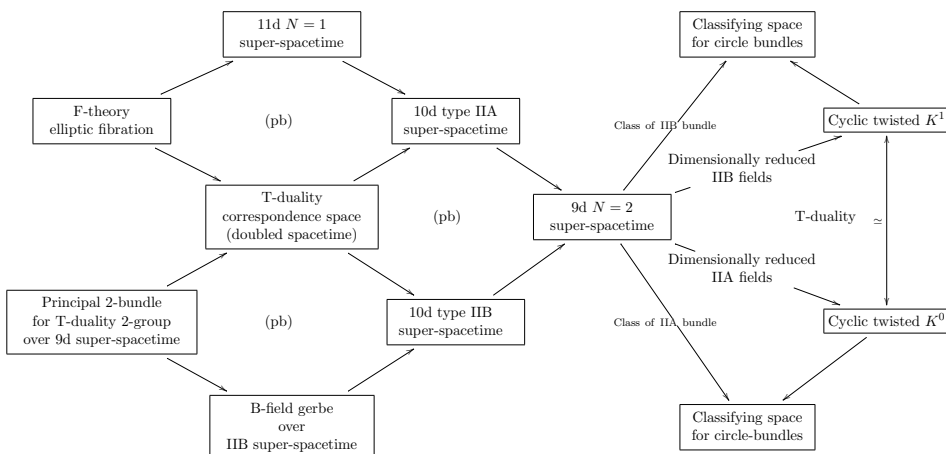 11d N = 1
super-spacetime
Classifying space
for circle bundles
F-theory
elliptic fibration
(pb)
10d type IIA
super-spacetime
Class of IIB bundle
Cyclic twisted K¹
Dimensionally reduced
IIB fields
T-duality
correspondence space
(doubled spacetime)
(pb)
9d N = 2
super-spacetime
T-duality
≃
Dimensionally reduced
IIA fields
Principal 2-bundle
for T-duality 2-group
over 9d super-spacetime
(pb)
10d type IIB
super-spacetime
Class of IIA bundle
Cyclic twisted K⁰
B-field gerbe
over
IIB super-spacetime
Classifying space
for circle-bundles